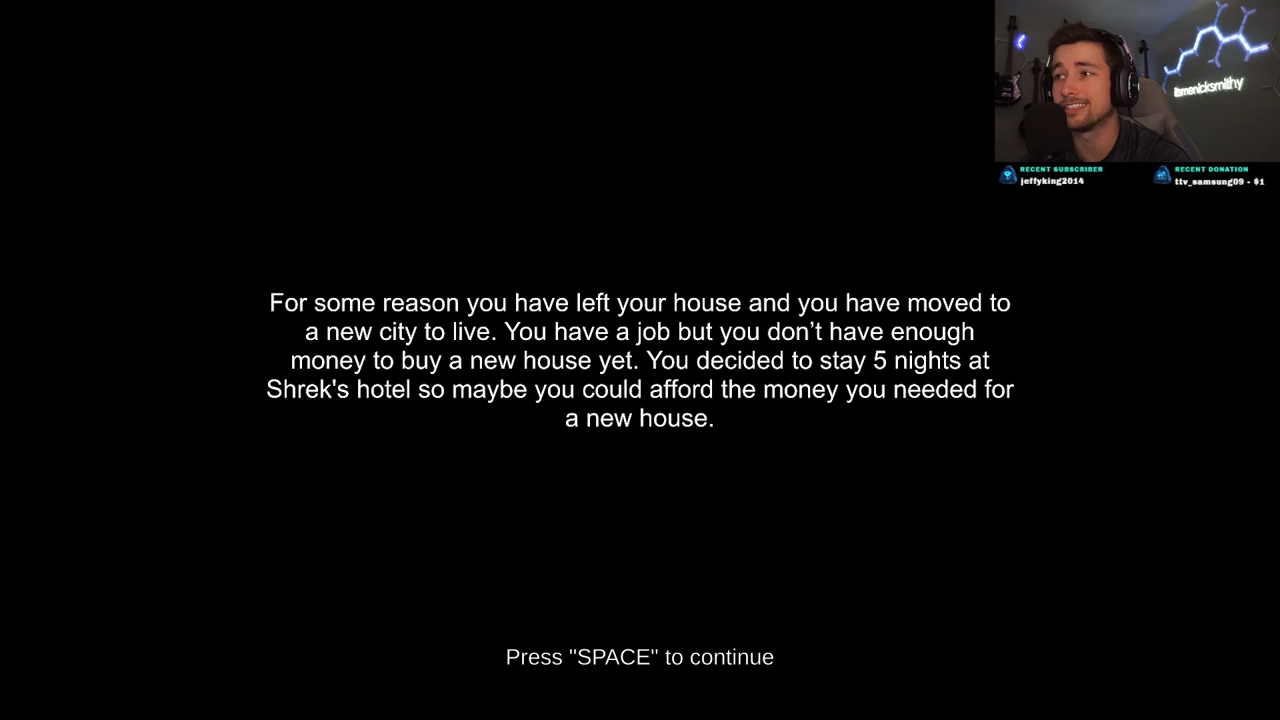 itsmenicksmithy
RECENT SUBSCRIBER
jeffyking2014
RECENT DONATION
ttv_samsung09 - $1
For some reason you have left your house and you have moved to
a new city to live. You have a job but you don’t have enough
money to buy a new house yet. You decided to stay 5 nights at
Shrek's hotel so maybe you could afford the money you needed for
a new house.
Press "SPACE" to continue